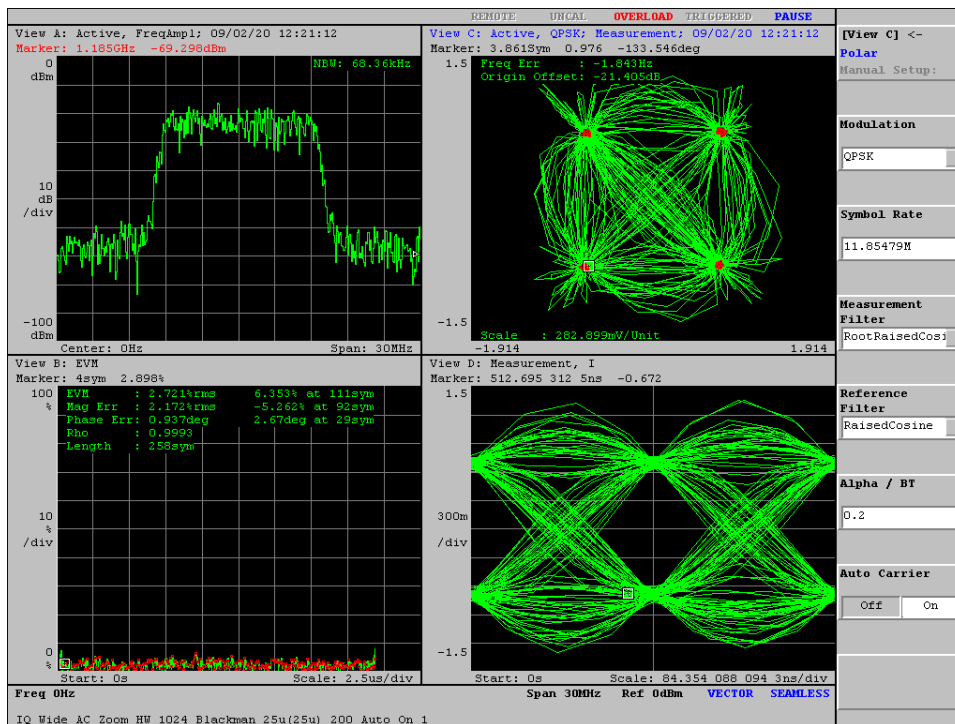 REMOTE UNCAL OVERLOAD TRIGGERED PAUSE
View A: Active, FreqAmpl; 09/02/20 12:21:12
Marker: 1.185GHz -69.298dBm
0
dBm
NBW: 68.36kHz
10
dB
/div
-100
dBm
Center: 0Hz Span: 30MHz
View C: Active, QPSK; Measurement; 09/02/20 12:21:12
Marker: 3.861Sym 0.976 -133.546deg
1.5
Freq Err : -1.843Hz
Origin Offset: -21.405dB
-1.5
Scale : 282.899mV/Unit
-1.914 1.914
View B: EVM
Marker: 4sym 2.898%
100
%
EVM : 2.721%rms 6.353% at 111sym
Mag Err : 2.172%rms -5.262% at 92sym
Phase Err: 0.937deg 2.67deg at 29sym
Rho : 0.9993
Length : 258sym
10
%
/div
0
%
Start: 0s Scale: 2.5us/div
View D: Measurement, I
Marker: 512.695 312 5ns -0.672
1.5
300m
/div
-1.5
Start: 0s Scale: 84.354 088 094 3ns/div
[View C] <-
Polar
Manual Setup:
Modulation
QPSK
Symbol Rate
11.85479M
Measurement
Filter
RootRaisedCosi
Reference
Filter
RaisedCosine
Alpha / BT
0.2
Auto Carrier
Off On
Freq 0Hz Span 30MHz Ref 0dBm VECTOR SEAMLESS
IQ Wide AC Zoom HW 1024 Blackman 25u(25u) 200 Auto On 1